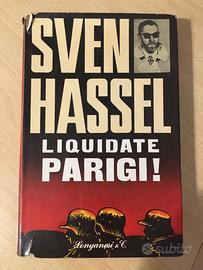 SVEN
HASSEL
LIQUIDATE
PARIGI!
Longanesi & C.
subito